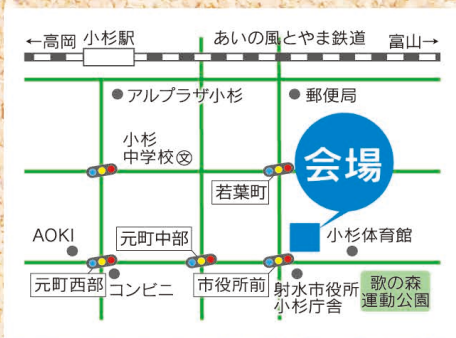 ←高岡 小杉駅 あいの風とやま鉄道 富山→
アルプラザ小杉
郵便局
小杉
中学校文
会場
若葉町
AOKI
元町中部
小杉体育館
元町西部
コンビニ
市役所前
射水市役所
小杉庁舎
歌の森
運動公園